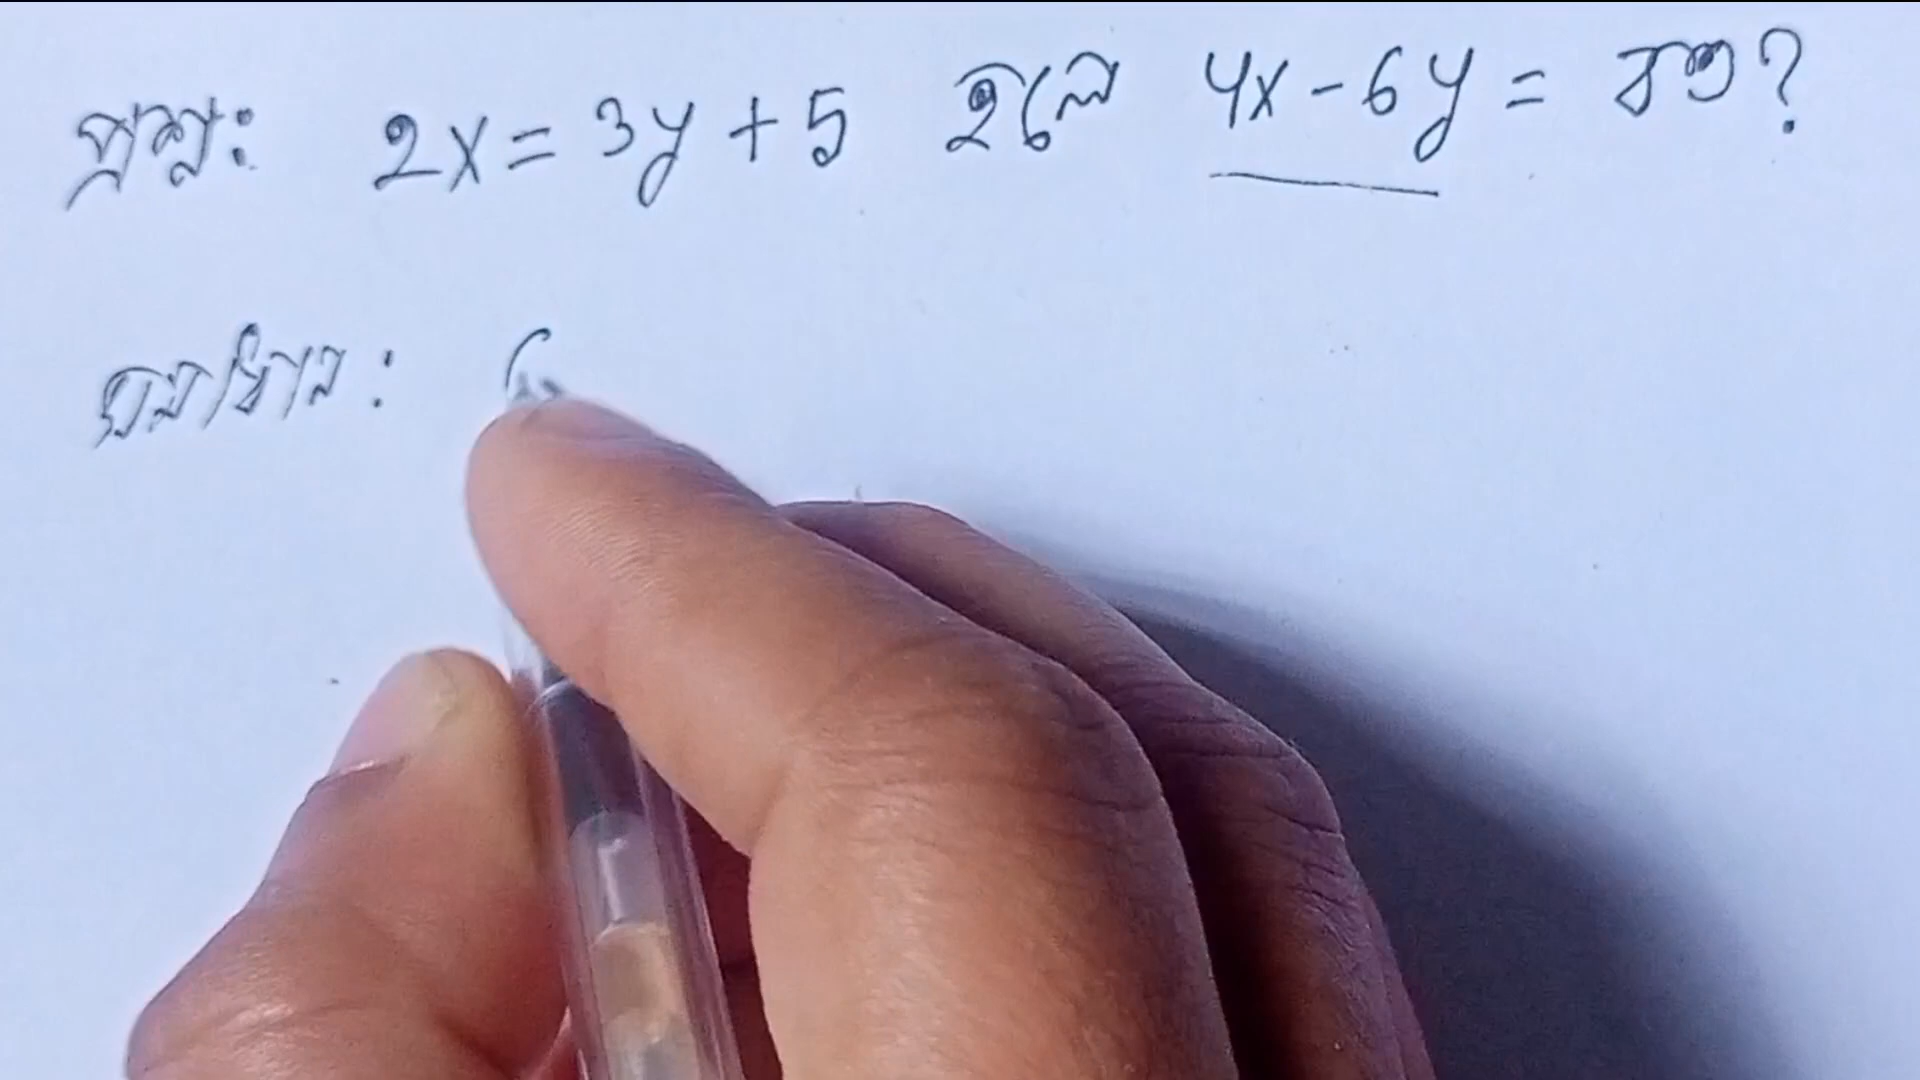 প্রশ্ন: 2x = 3y + 5 হলে 4x - 6y = কত?
সমাধান: